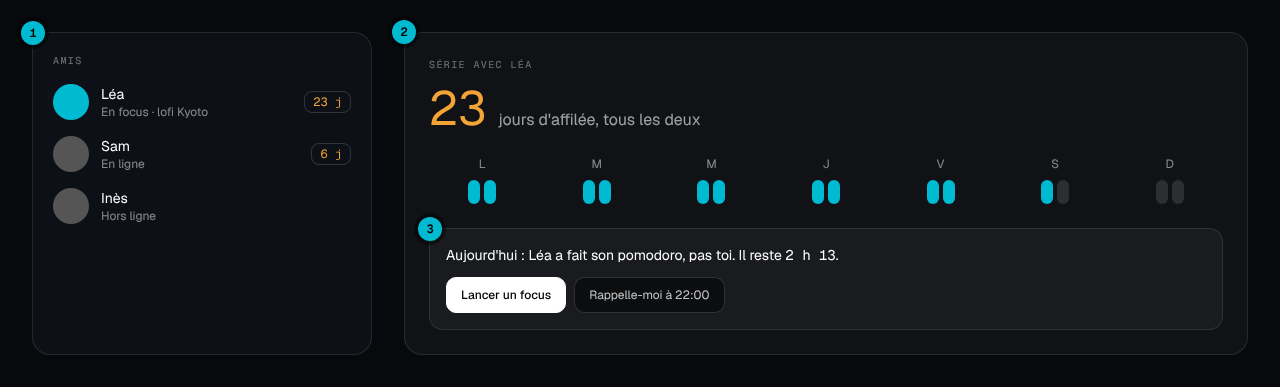 1
AMIS
Léa
En focus · lofi Kyoto
23 j
Sam
En ligne
6 j
Inès
Hors ligne
2
SÉRIE AVEC LÉA
23 jours d'affilée, tous les deux
L M M J V S D
3
Aujourd'hui : Léa a fait son pomodoro, pas toi. Il reste 2 h 13.
Lancer un focus
Rappelle-moi à 22:00